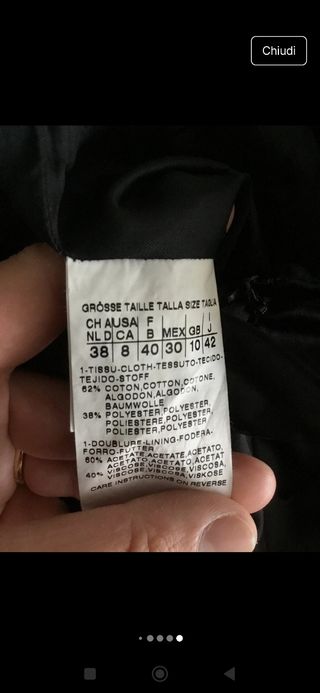 Chiudi
GRÖSSE TAILLE TALLA SIZE TAGLIA
CH A USA F I
NL D CA B MEX GB J
38 8 40 30 10 42
1-TISSU-CLOTH-TESSUTO-TECIDO-
TEJIDO-STOFF
62% COTON,COTTON,COTONE,
ALGODON,ALGODON,
BAUMWOLLE
38% POLYESTER,POLYESTER,
POLIESTERE,POLIESTER,
POLIESTER,POLYESTER
1-DOUBLURE-LINING-FODERA-
FORRO-FUTTER
60% ACETATE,ACETATE,ACETATO,
ACETATO,ACETATO,ACETAT
40% VISCOSE,VISCOSE,VISCOSA,
VISCOSA,VISCOSE,VISKOSE
CARE INSTRUCTIONS ON REVERSE